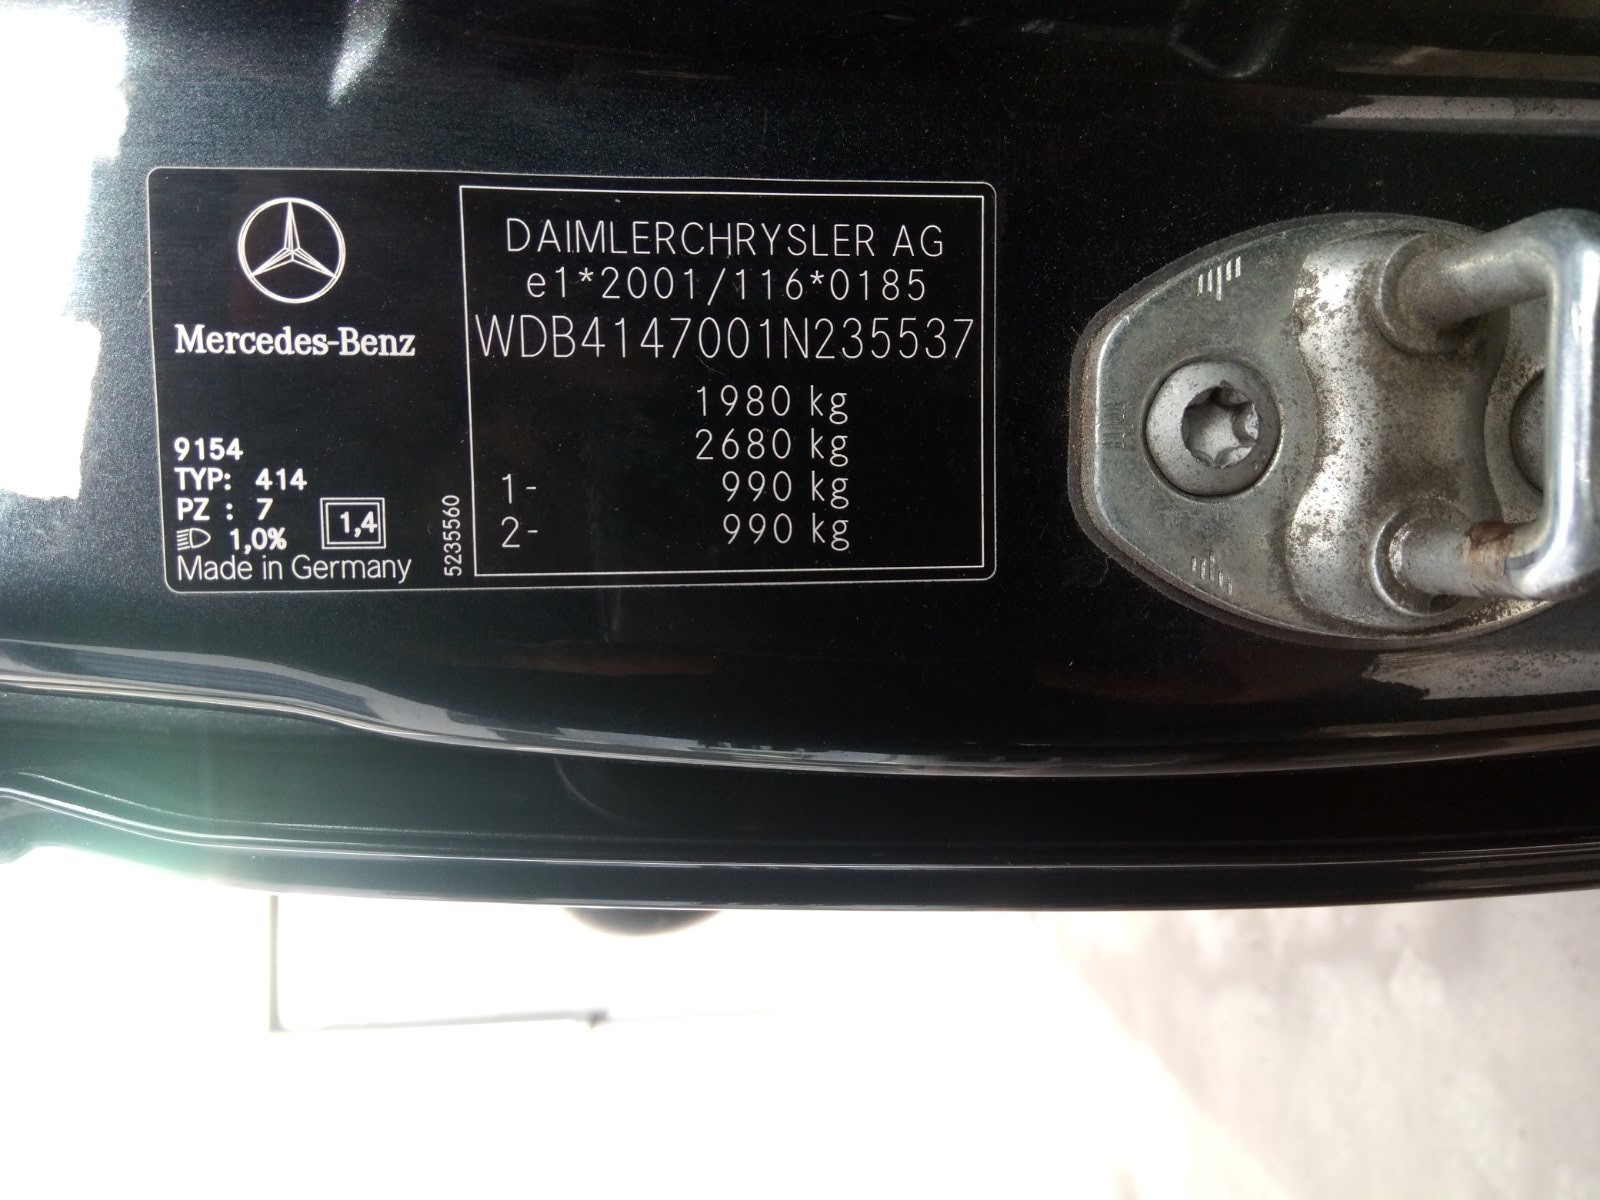 Mercedes-Benz
9154
TYP: 414
PZ : 7
1,0%
1,4
Made in Germany
5235560
DAIMLERCHRYSLER AG
e1*2001/116*0185
WDB4147001N235537
1980 kg
2680 kg
1- 990 kg
2- 990 kg